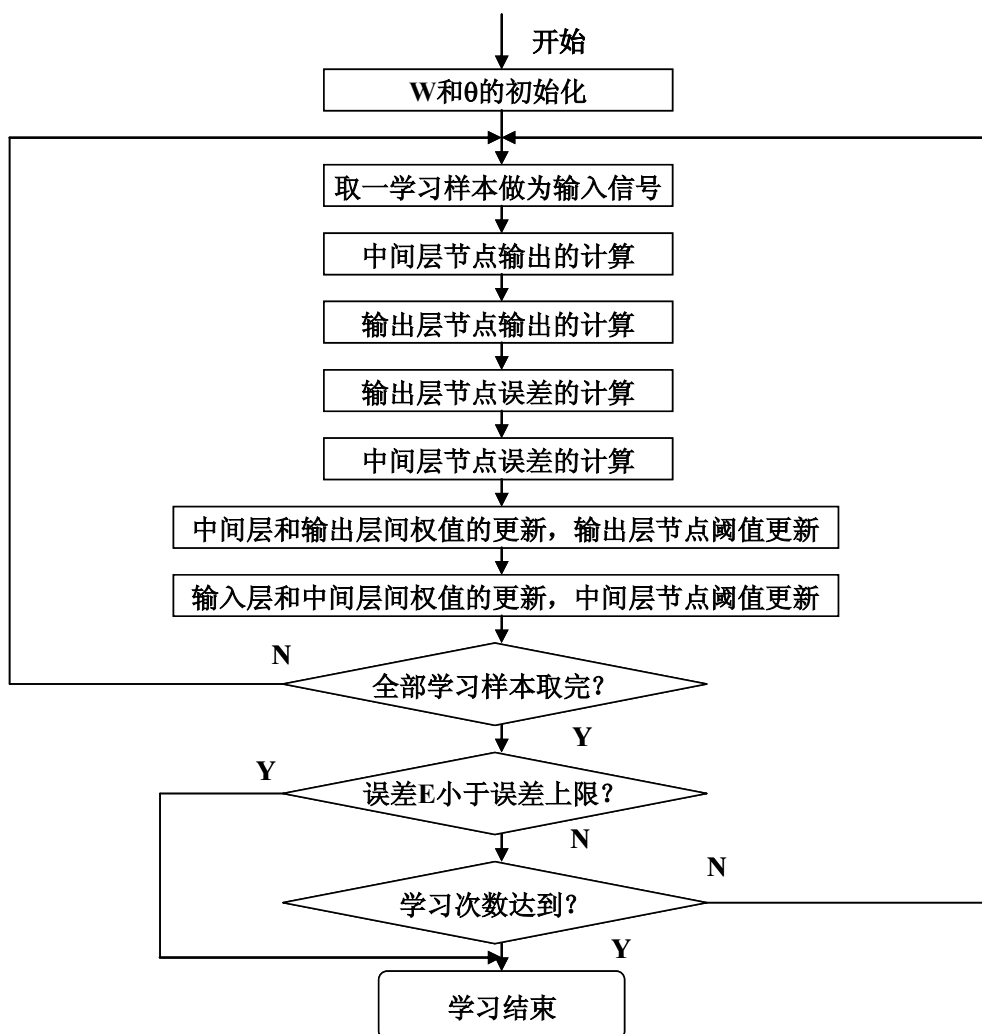 开始
W和θ的初始化
取一学习样本做为输入信号
中间层节点输出的计算
输出层节点输出的计算
输出层节点误差的计算
中间层节点误差的计算
中间层和输出层间权值的更新，输出层节点阈值更新
输入层和中间层间权值的更新，中间层节点阈值更新
N
全部学习样本取完？
Y
Y
误差E小于误差上限？
N
N
学习次数达到？
Y
学习结束